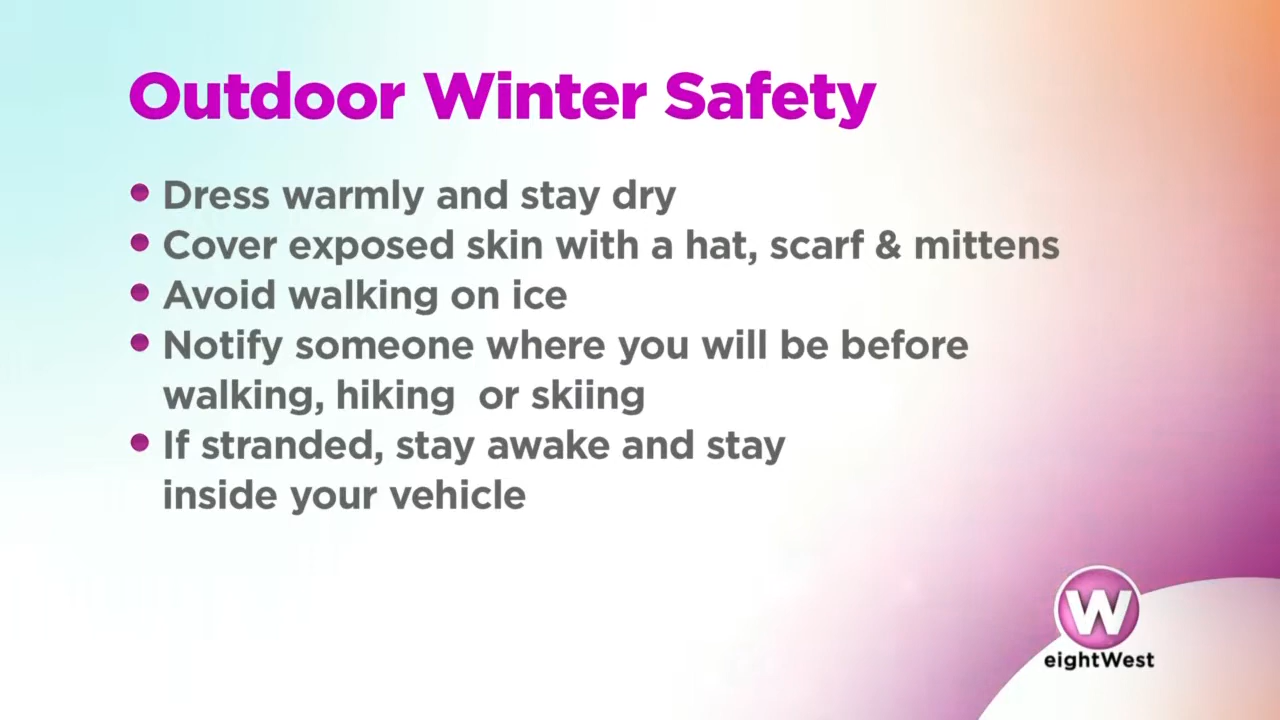 Outdoor Winter Safety
• Dress warmly and stay dry
• Cover exposed skin with a hat, scarf & mittens
• Avoid walking on ice
• Notify someone where you will be before
walking, hiking  or skiing
• If stranded, stay awake and stay
inside your vehicle
W
eightWest